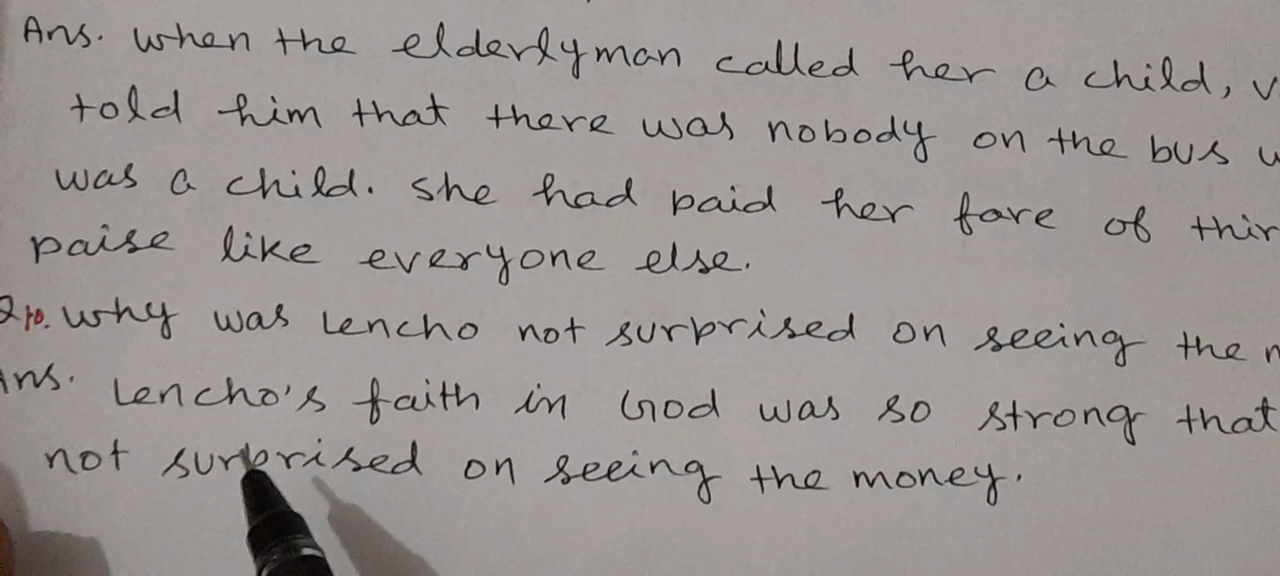 Ans. when the elderlyman called her a child,
told him that there was nobody on the bus
was a child. she had paid her fare of thir
paise like everyone else.
Q10. why was Lencho not surprised on seeing the
Ans. Lencho's faith in God was so strong that
not surprised on seeing the money.